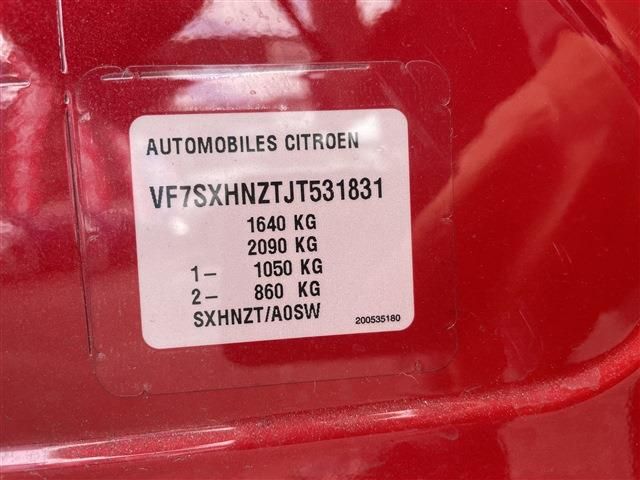 AUTOMOBILES CITROEN
VF7SXHNZTJT531831
1640 KG
2090 KG
1- 1050 KG
2- 860 KG
SXHNZT/A0SW
200535180